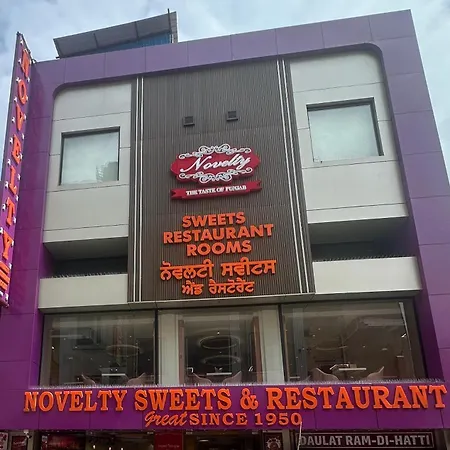 NOVELTY
Novelty
THE TASTE OF PUNJAB
SWEETS
RESTAURANT
ROOMS
ਨੋਵਲਟੀ ਸਵੀਟਸ
ਐਂਡ ਰੇਸਟੋਰੈਂਟ
NOVELTY SWEETS & RESTAURANT
Great SINCE 1950
DAULAT RAM-DI-HATTI